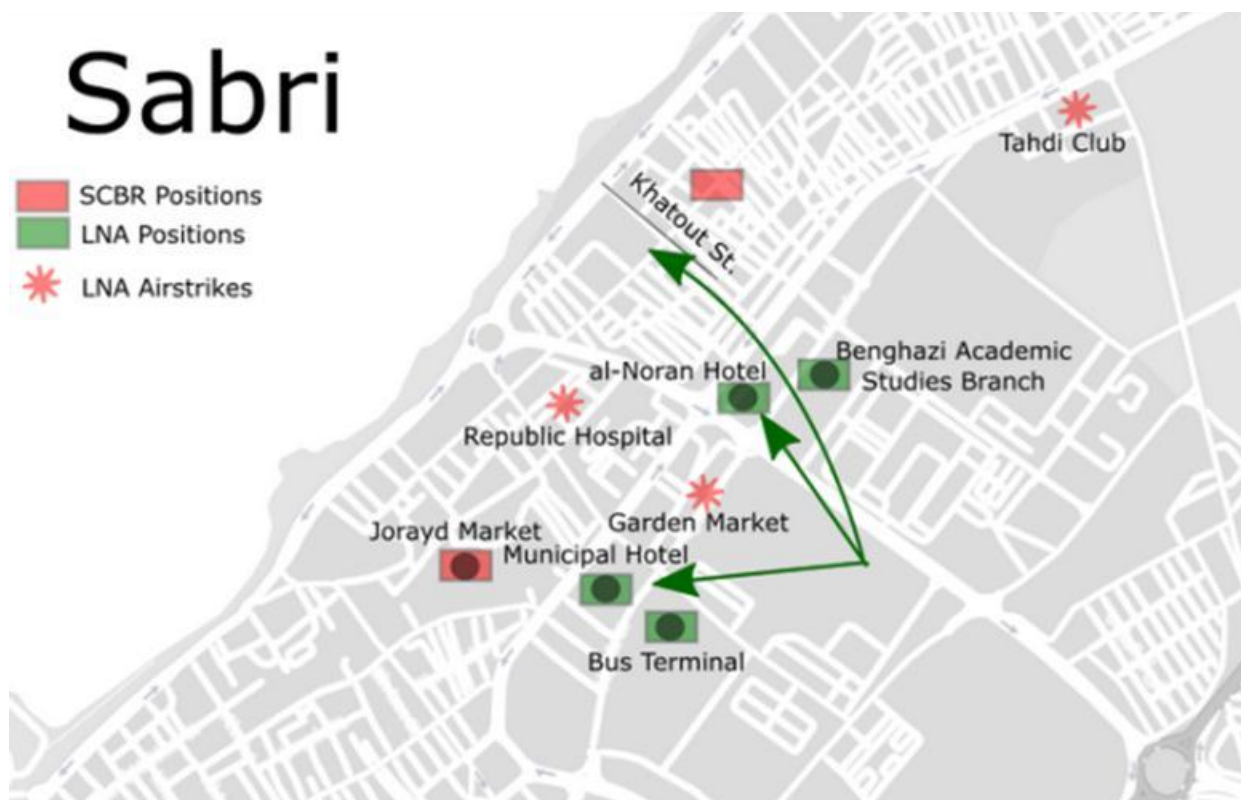 Sabri
SCBR Positions
LNA Positions
LNA Airstrikes
Tahdi Club
Khatout St.
Benghazi Academic
Studies Branch
al-Noran Hotel
Republic Hospital
Garden Market
Jorayd Market
Municipal Hotel
Bus Terminal